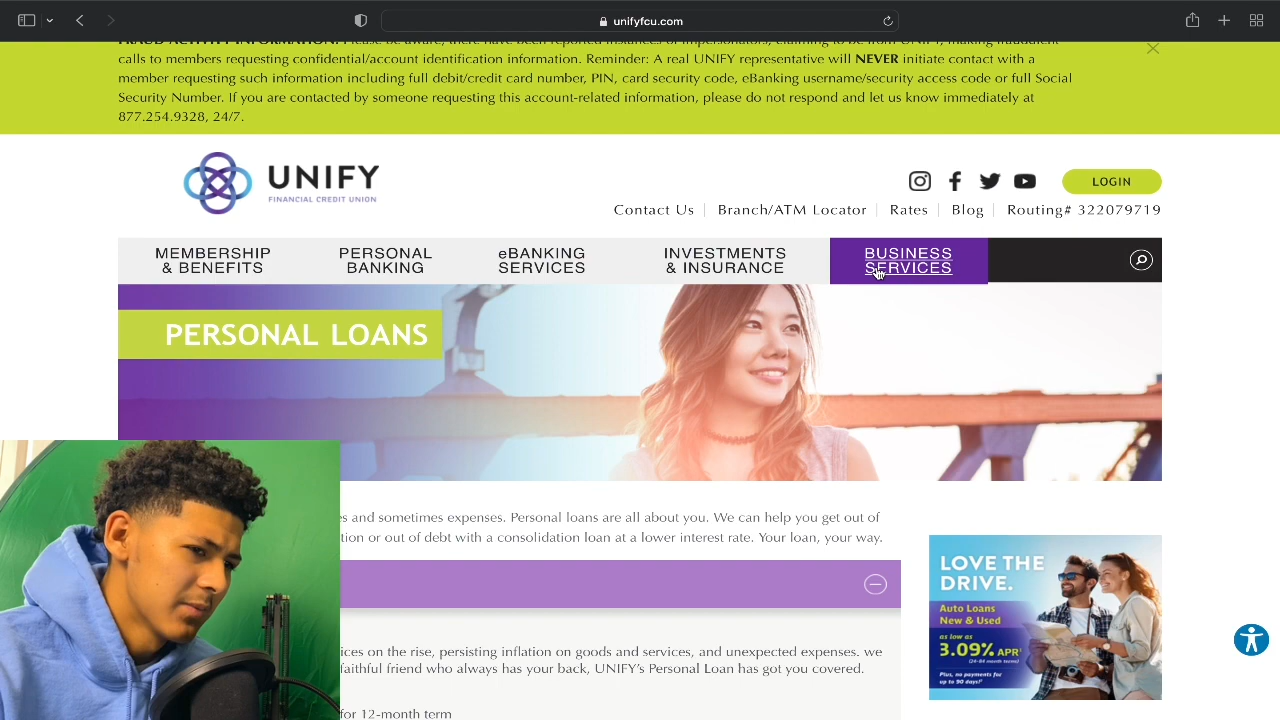 unifyfcu.com
FRAUD ACTIVITY INFORMATION: Please be aware, there have been reported instances of impersonators, claiming to be from UNIFY, making fraudulent
calls to members requesting confidential/account identification information. Reminder: A real UNIFY representative will NEVER initiate contact with a
member requesting such information including full debit/credit card number, PIN, card security code, eBanking username/security access code or full Social
Security Number. If you are contacted by someone requesting this account-related information, please do not respond and let us know immediately at
877.254.9328, 24/7.
UNIFY
FINANCIAL CREDIT UNION
LOGIN
Contact Us Branch/ATM Locator Rates Blog Routing# 322079719
MEMBERSHIP
& BENEFITS
PERSONAL
BANKING
eBANKING
SERVICES
INVESTMENTS
& INSURANCE
BUSINESS
SERVICES
PERSONAL LOANS
es and sometimes expenses. Personal loans are all about you. We can help you get out of
tion or out of debt with a consolidation loan at a lower interest rate. Your loan, your way.
ices on the rise, persisting inflation on goods and services, and unexpected expenses. we
faithful friend who always has your back, UNIFY's Personal Loan has got you covered.
for 12-month term
LOVE THE
DRIVE.
Auto Loans
New & Used
as low as
3.09% APR¹
(24-84 month terms)
Plus, no payments for
up to 90 days!²